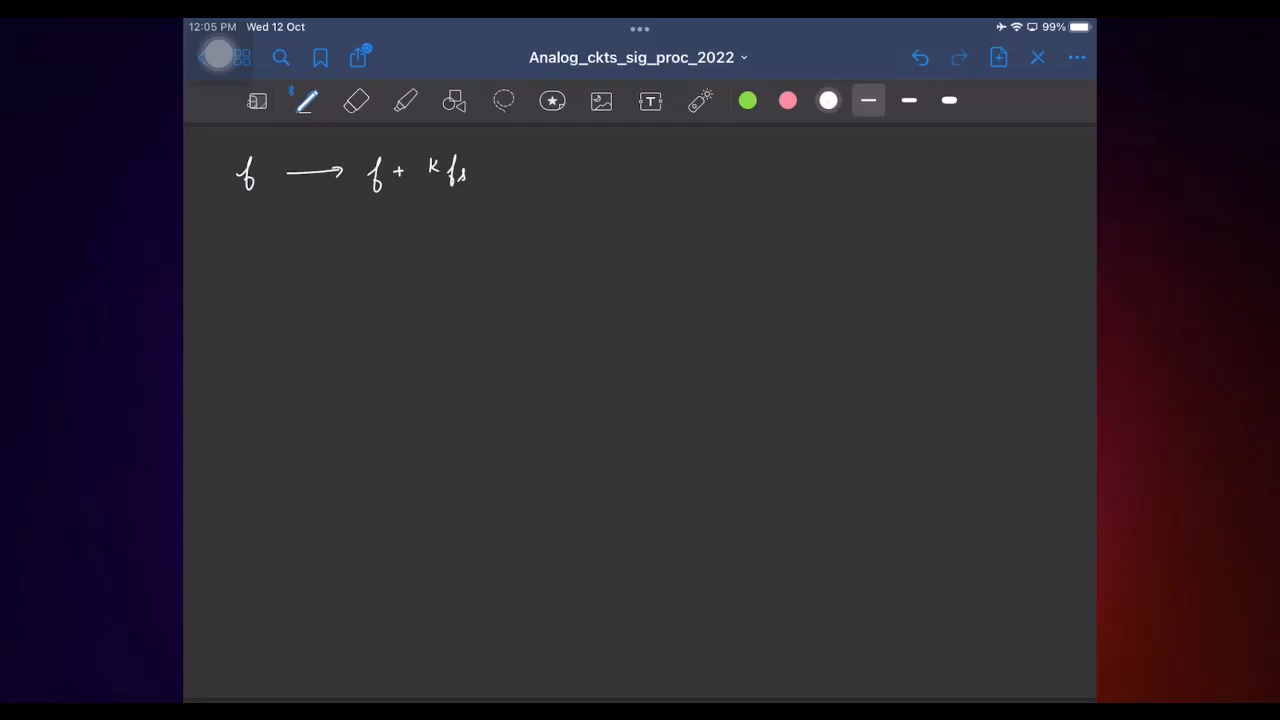 12:05 PM Wed 12 Oct 99%
Analog_ckts_sig_proc_2022
T
f → f + k fs